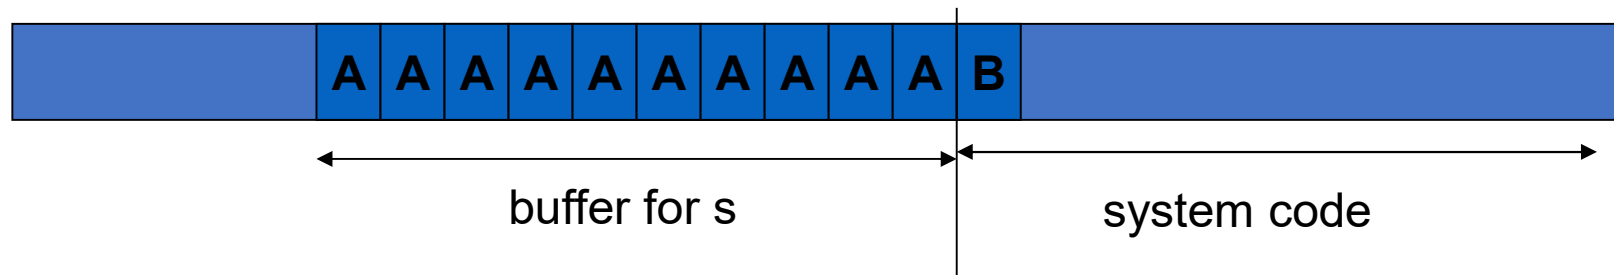 A A A A A A A A A A B
buffer for s
system code